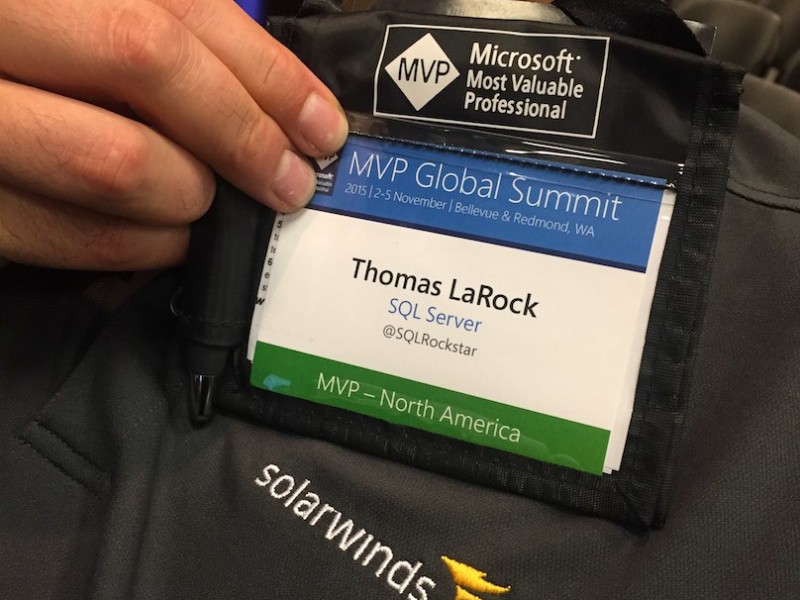 MVP
Microsoft®
Most Valuable
Professional
MVP Global Summit
2015 | 2-5 November | Bellevue & Redmond, WA
Thomas LaRock
SQL Server
@SQLRockstar
MVP – North America
solarwinds